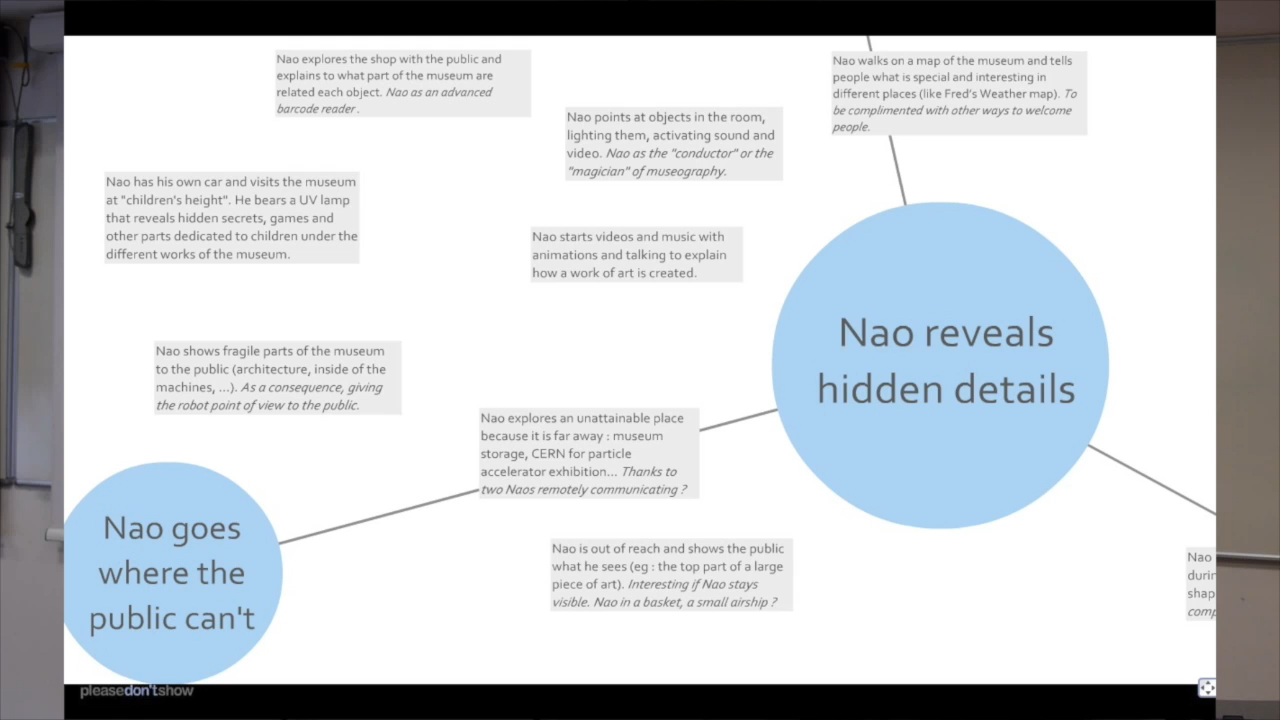 Nao explores the shop with the public and
explains to what part of the museum are
related each object. Nao as an advanced
barcode reader .
Nao walks on a map of the museum and tells
people what is special and interesting in
different places (like Fred's Weather map). To
be complimented with other ways to welcome
people.
Nao points at objects in the room,
lighting them, activating sound and
video. Nao as the "conductor" or the
"magician" of museography.
Nao has his own car and visits the museum
at "children's height". He bears a UV lamp
that reveals hidden secrets, games and
other parts dedicated to children under the
different works of the museum.
Nao starts videos and music with
animations and talking to explain
how a work of art is created.
Nao reveals
hidden details
Nao shows fragile parts of the museum
to the public (architecture, inside of the
machines, ...). As a consequence, giving
the robot point of view to the public.
Nao explores an unattainable place
because it is far away : museum
storage, CERN for particle
accelerator exhibition... Thanks to
two Naos remotely communicating ?
Nao goes
where the
public can't
Nao is out of reach and shows the public
what he sees (eg : the top part of a large
piece of art). Interesting if Nao stays
visible. Nao in a basket, a small airship ?
Nao
durin
shap
comp
pleasedon'tshow